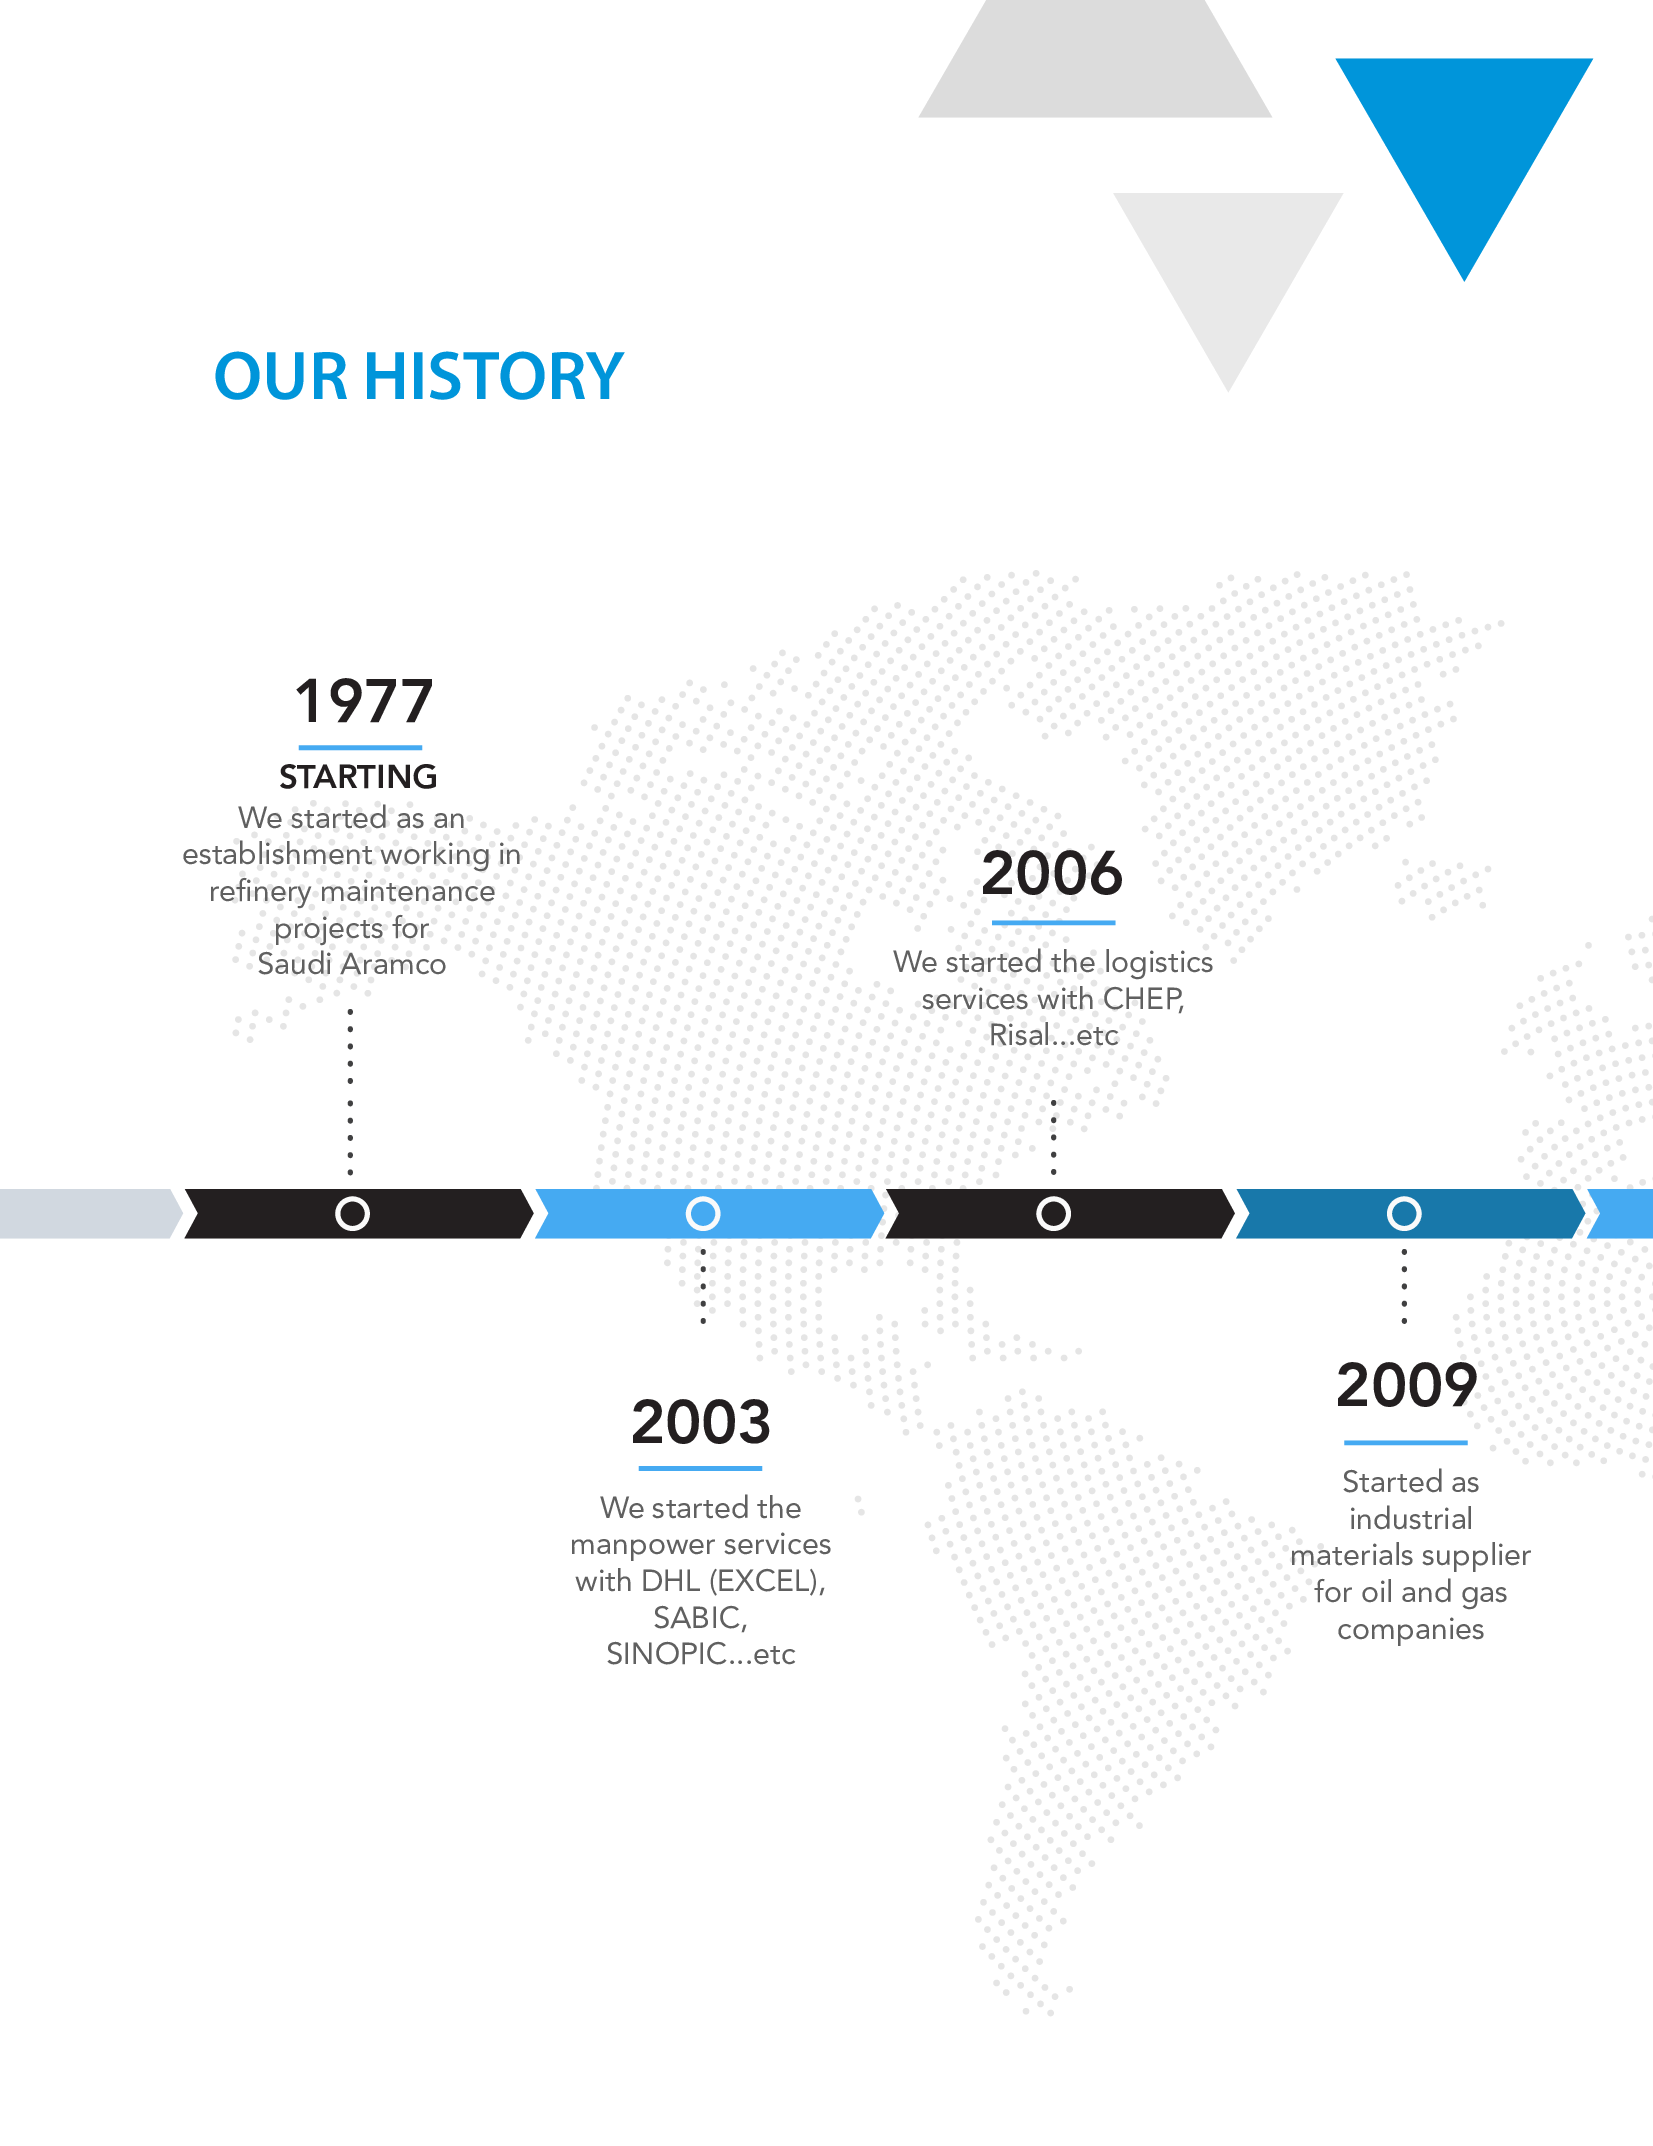 OUR HISTORY
1977
STARTING
We started as an
establishment working in
refinery maintenance
projects for
Saudi Aramco
2003
We started the
manpower services
with DHL (EXCEL),
SABIC,
SINOPIC...etc
2006
We started the logistics
services with CHEP,
Risal...etc
2009
Started as
industrial
materials supplier
for oil and gas
companies